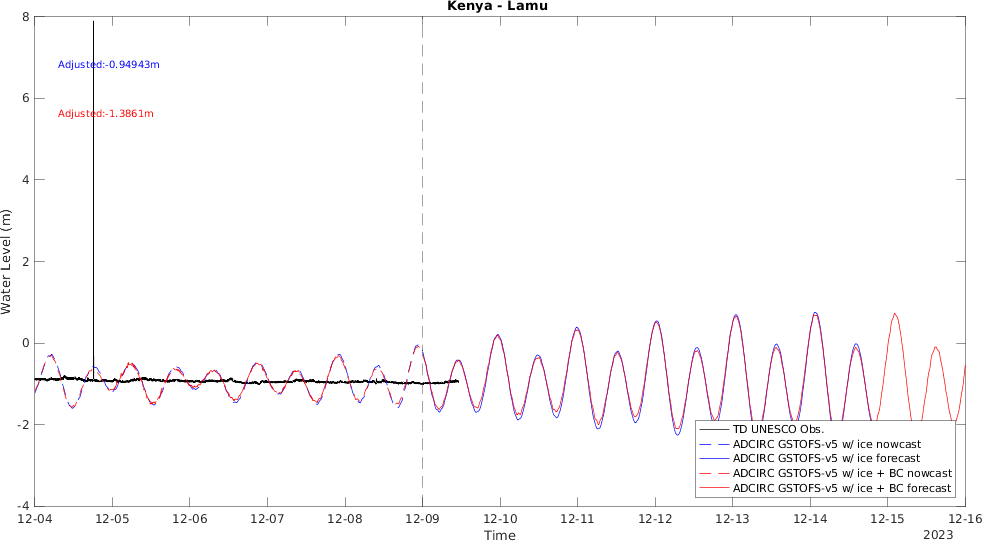 Kenya - Lamu
8
Adjusted:-0.94943m
6
Adjusted:-1.3861m
4
2
Water Level (m)
0
-2
TD UNESCO Obs.
ADCIRC GSTOFS-v5 w/ ice nowcast
ADCIRC GSTOFS-v5 w/ ice forecast
ADCIRC GSTOFS-v5 w/ ice + BC nowcast
ADCIRC GSTOFS-v5 w/ ice + BC forecast
-4
12-04 12-05 12-06 12-07 12-08 12-09 12-10 12-11 12-12 12-13 12-14 12-15 12-16
Time
2023